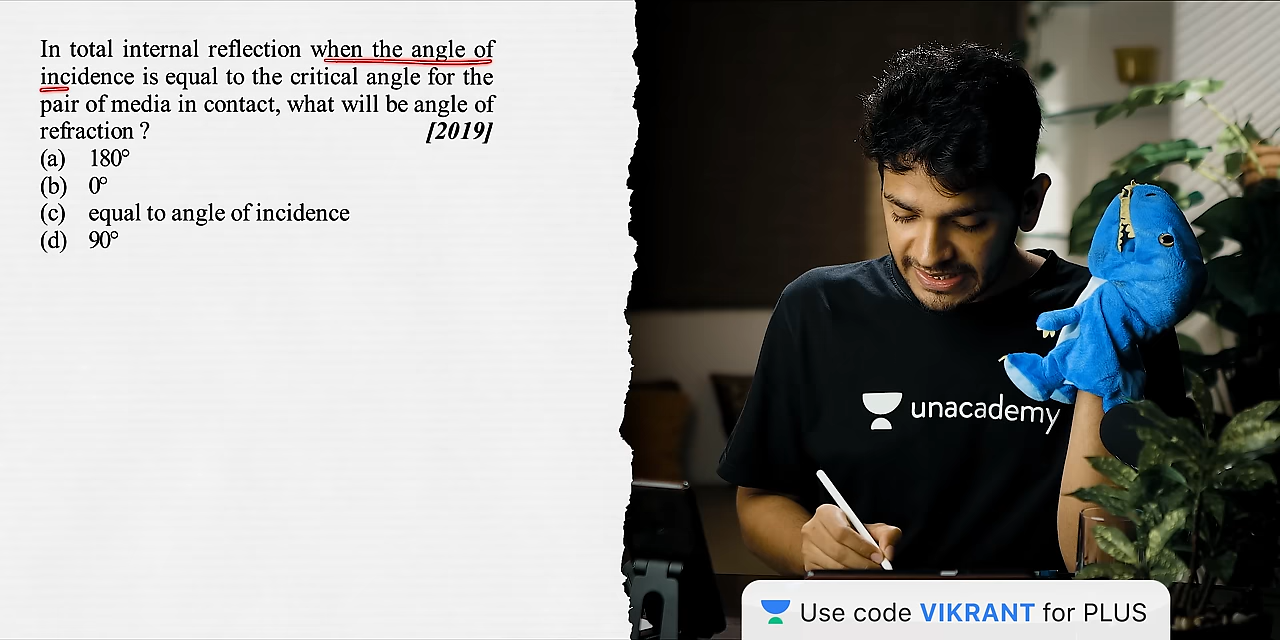 In total internal reflection when the angle of
incidence is equal to the critical angle for the
pair of media in contact, what will be angle of
refraction ? [2019]
(a) 180°
(b) 0°
(c) equal to angle of incidence
(d) 90°
unacademy
Use code VIKRANT for PLUS